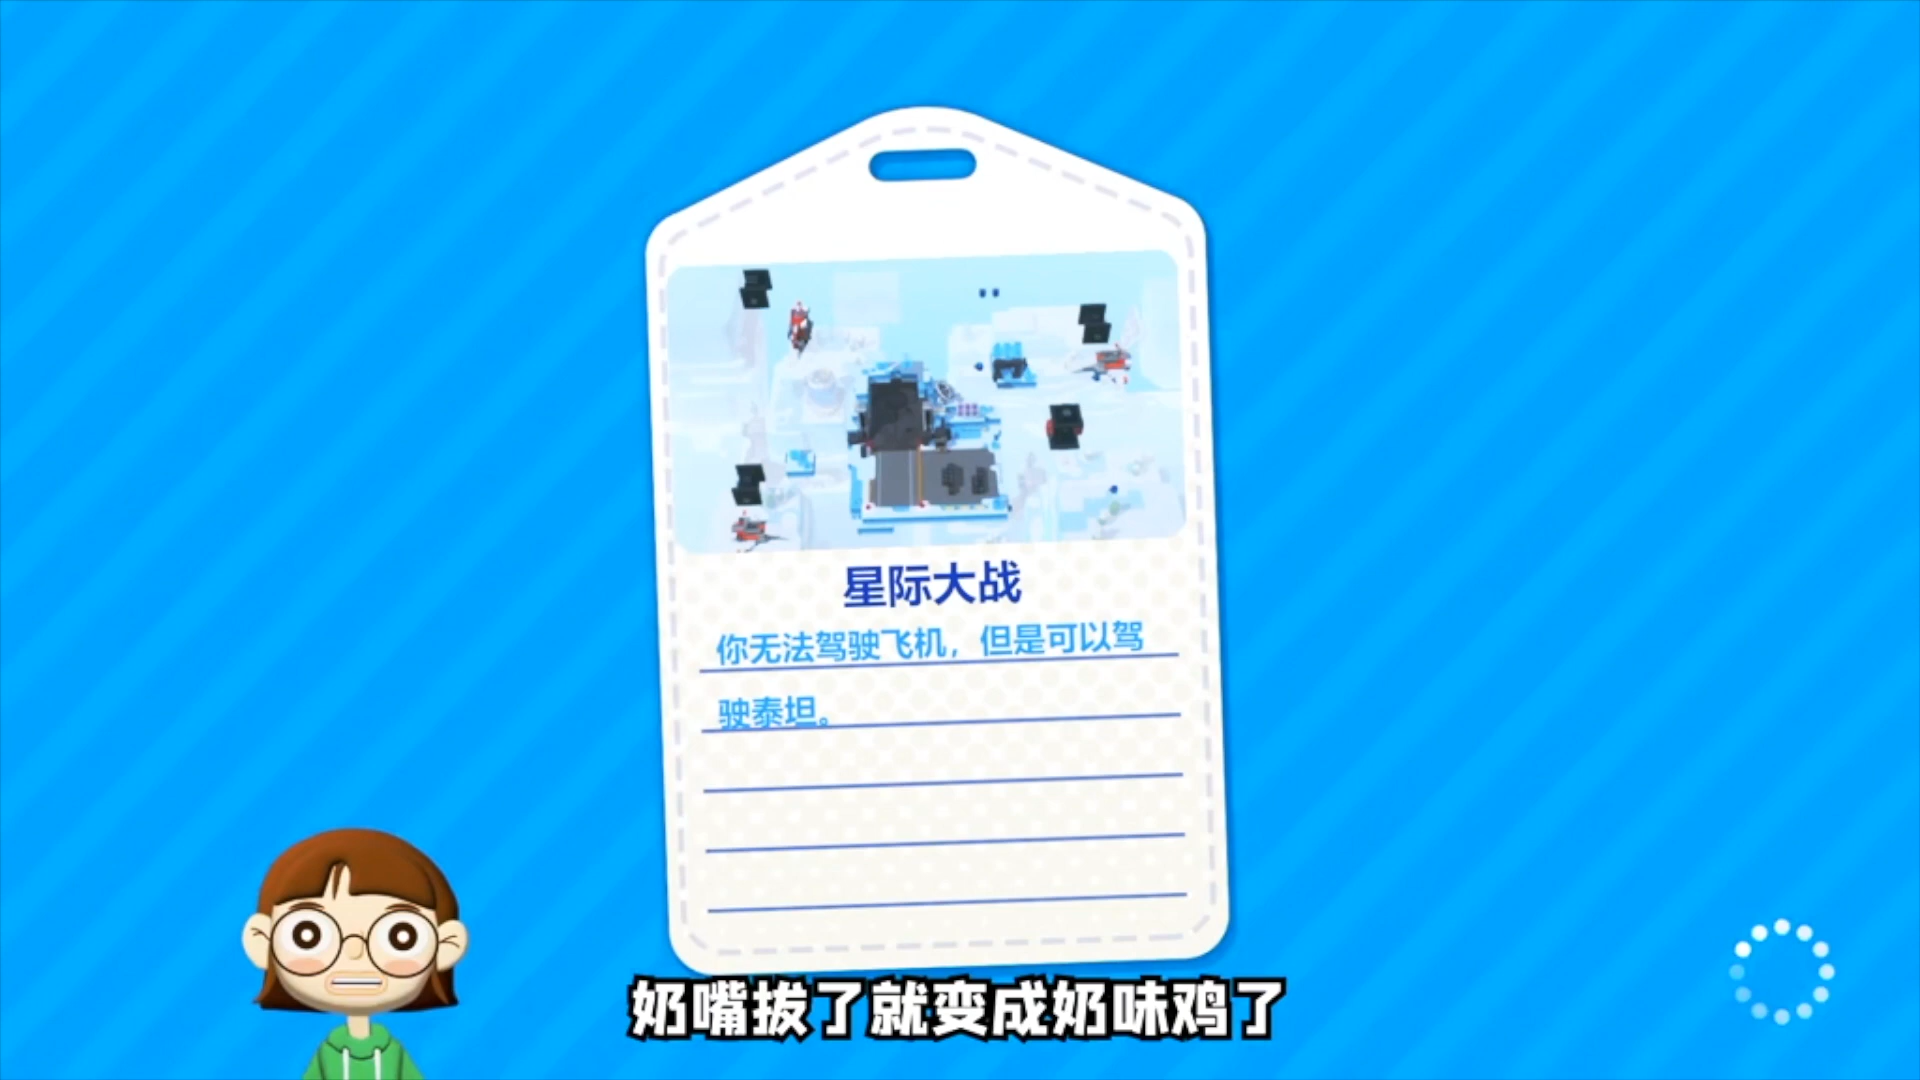 星际大战
你无法驾驶飞机，但是可以驾
驶泰坦。
奶嘴拔了就变成奶味鸡了